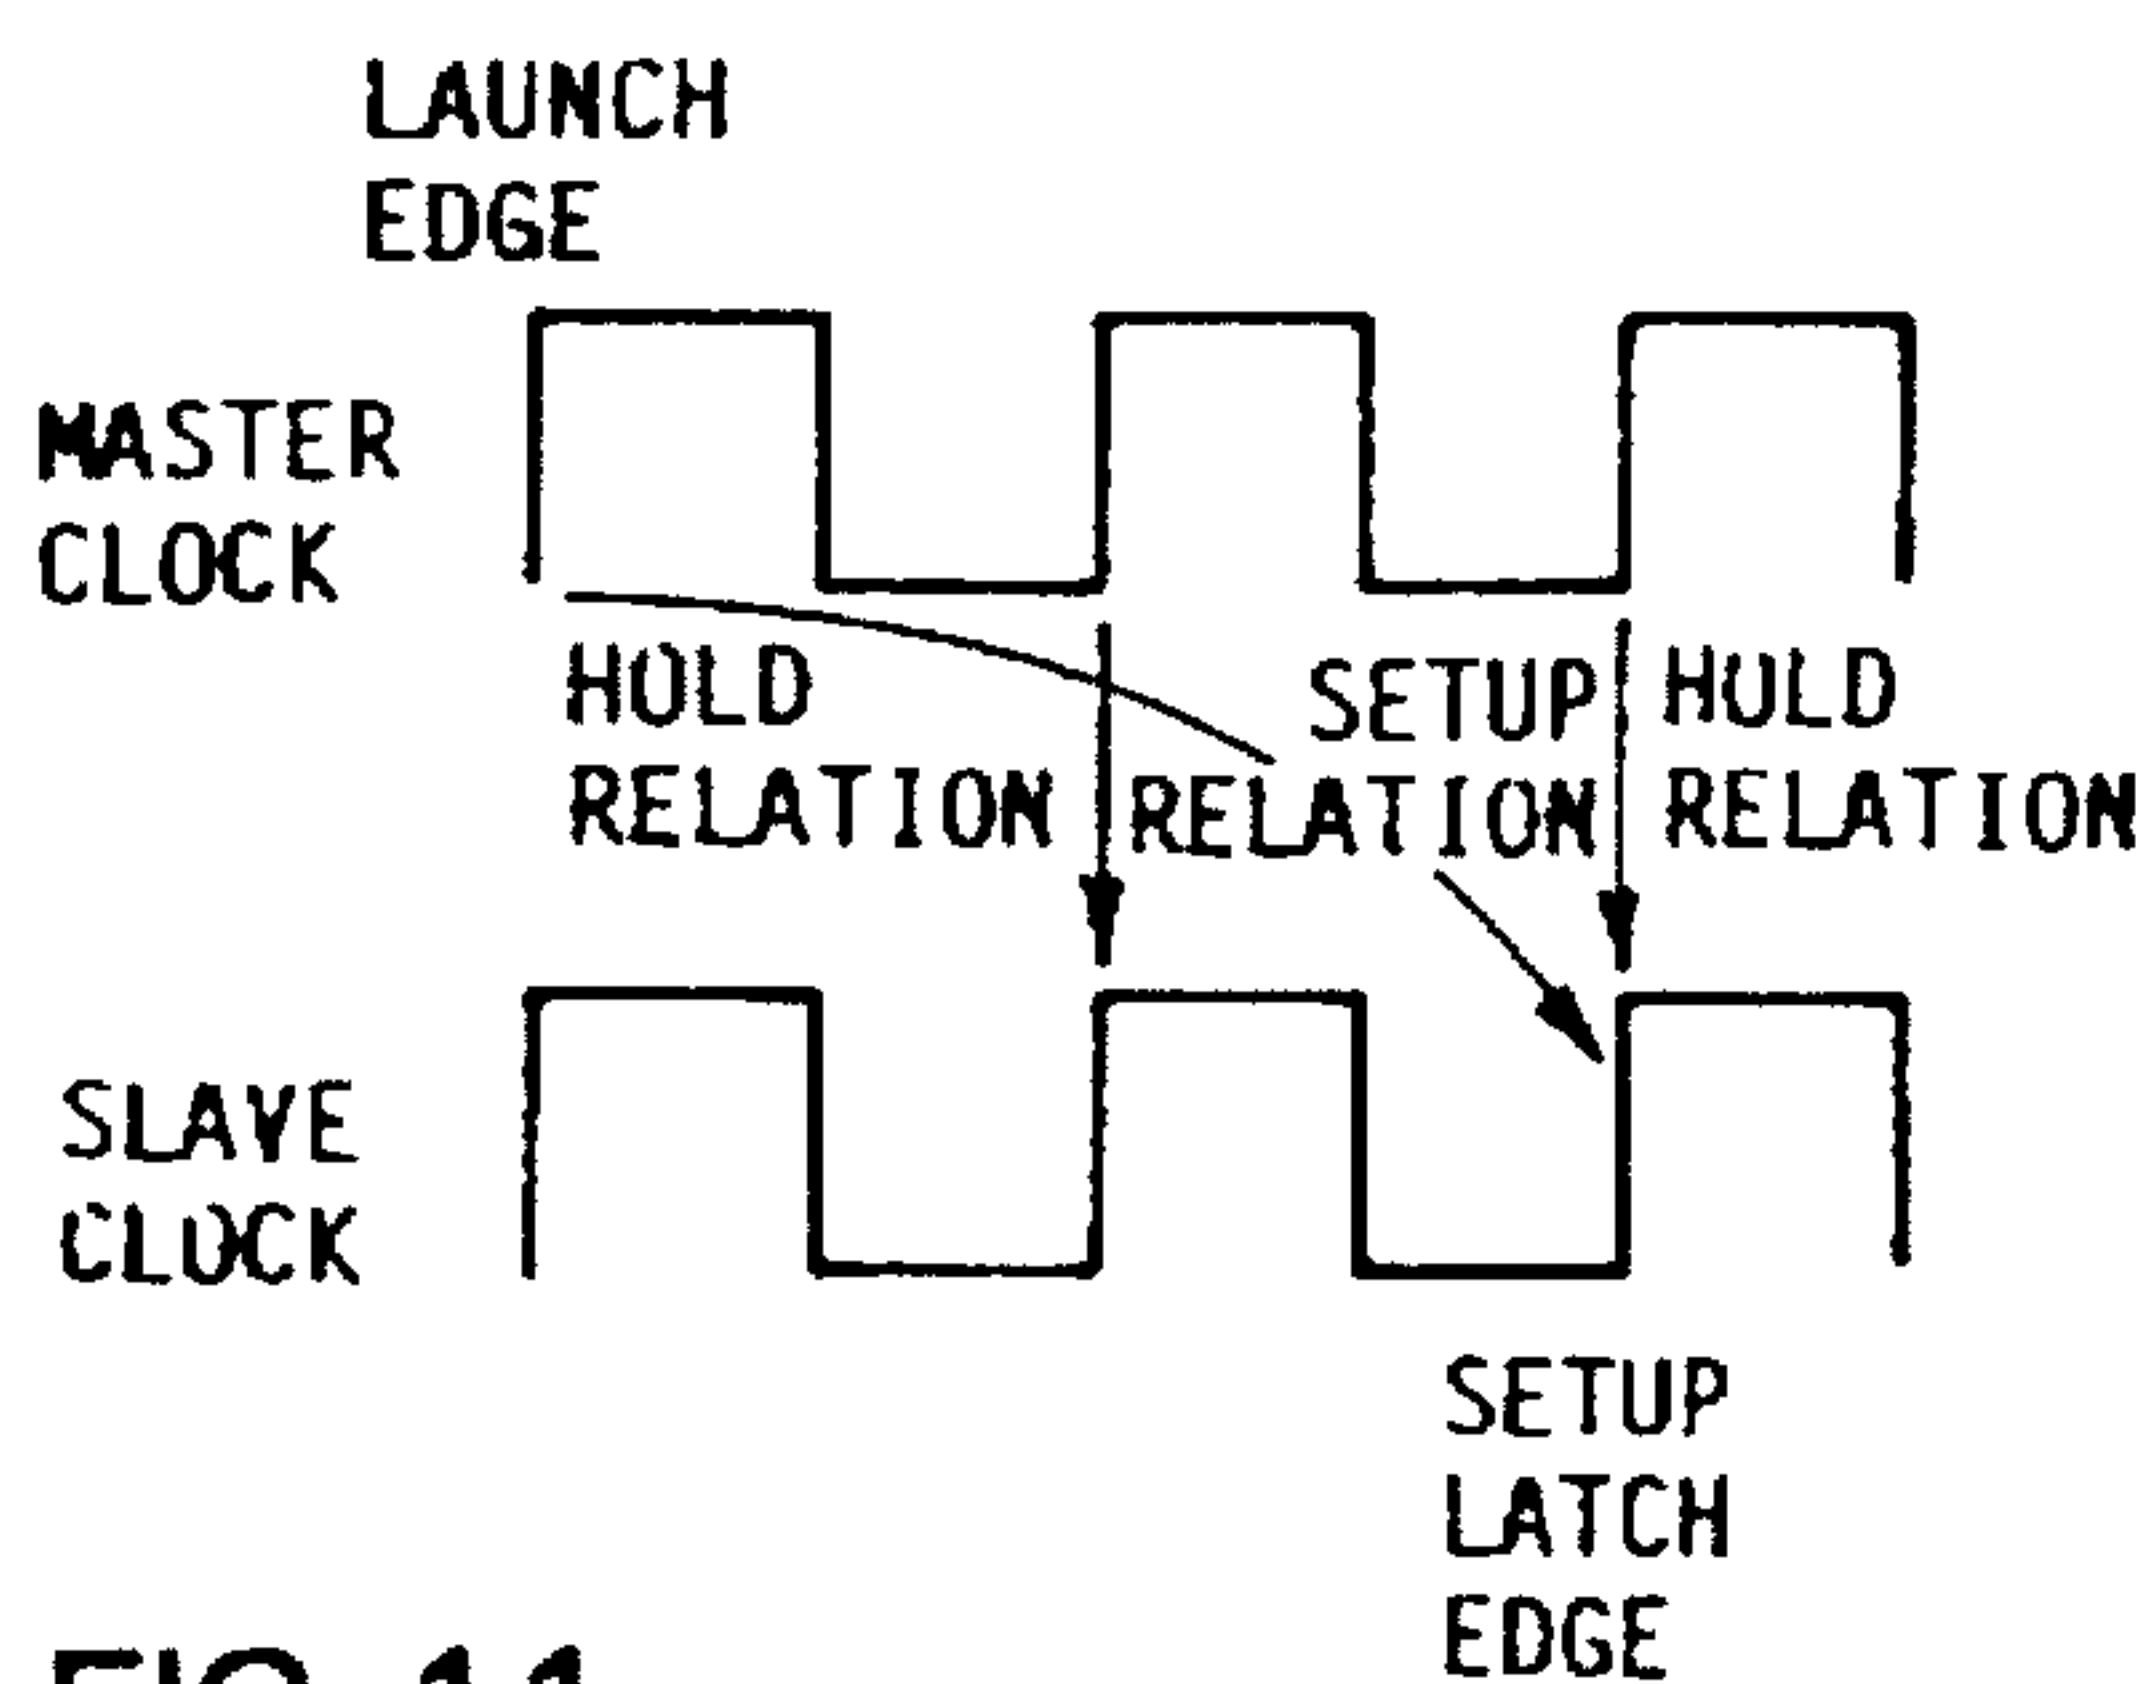 LAUNCH
EDGE
MASTER
CLOCK
HOLD
RELATION
SETUP
RELATION
HOLD
RELATION
SLAVE
CLOCK
SETUP
LATCH
EDGE